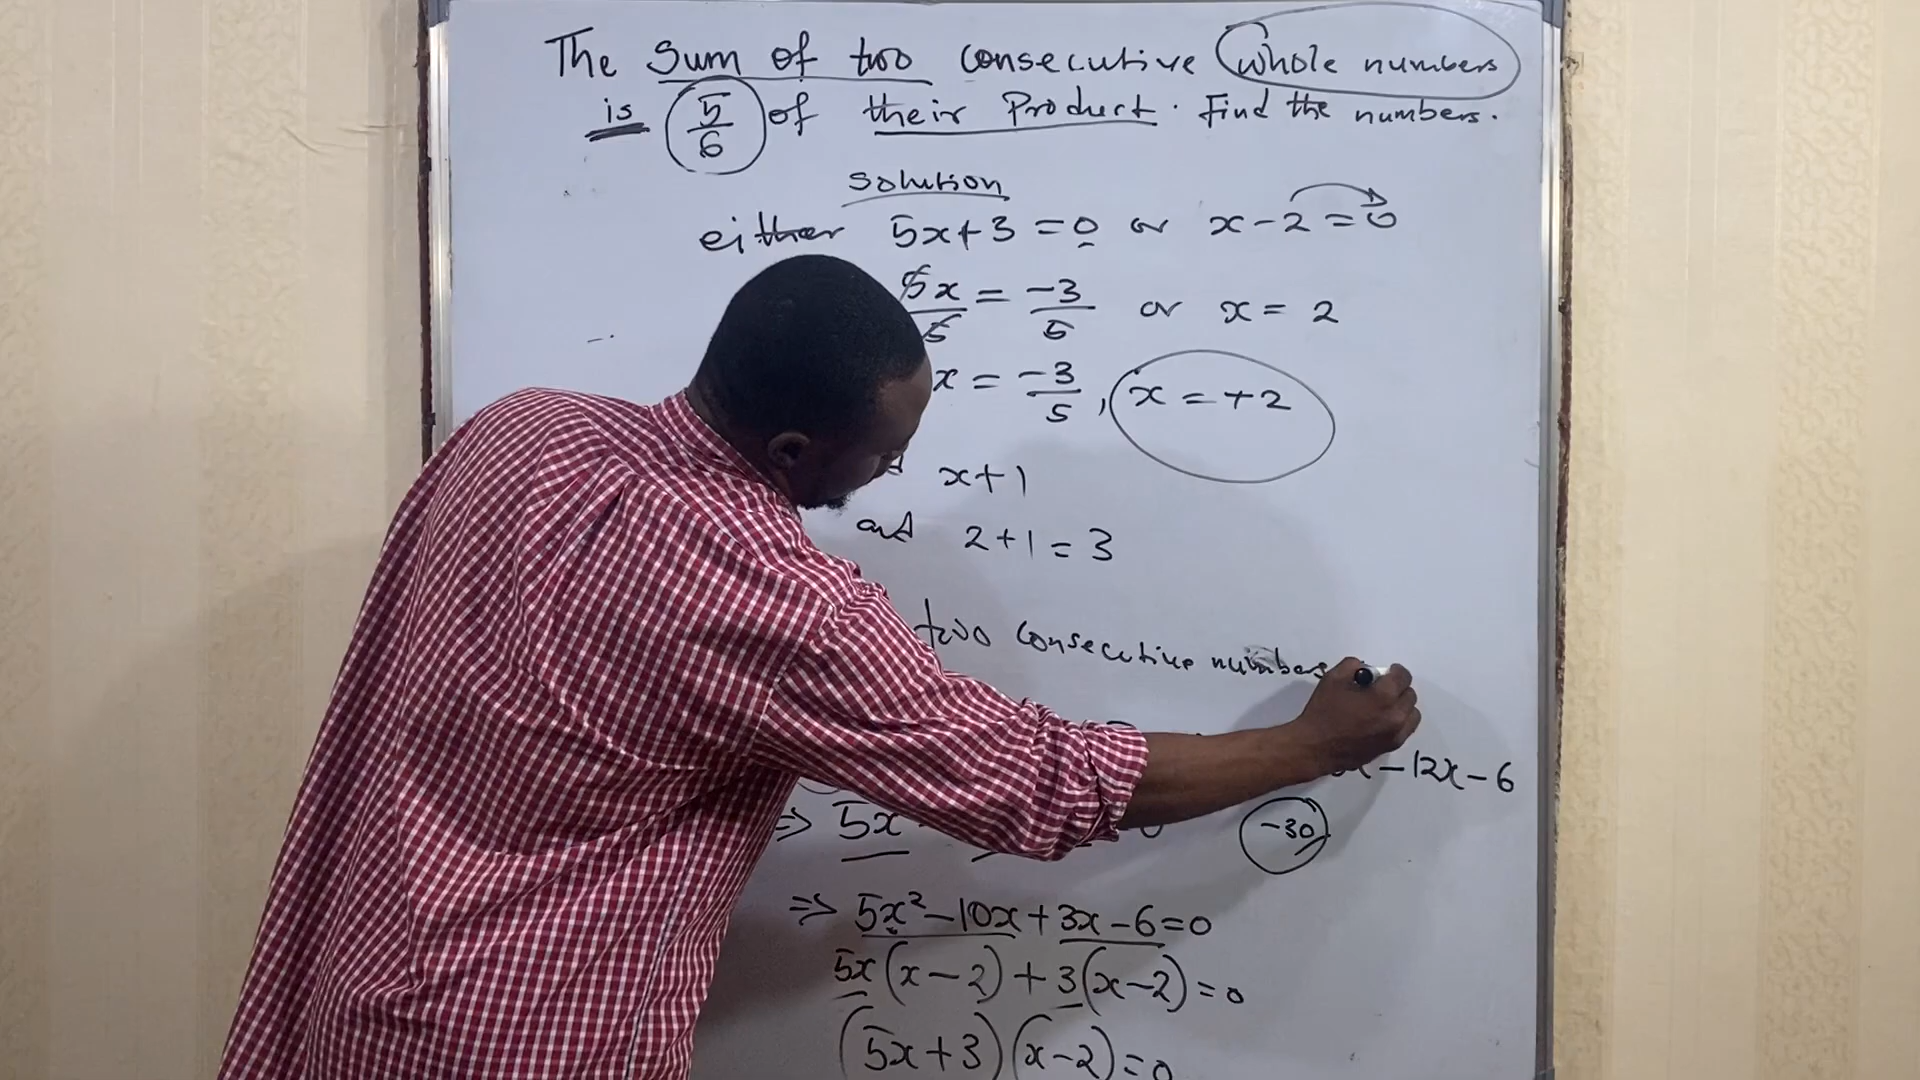 The Sum of two consecutive whole numbers
is 5/6 of their Product. Find the numbers.
Solution
either 5x+3 = 0 or x-2 = 0
5x/5 = -3/5 or x = 2
x = -3/5, x = +2
x+1
and 2+1 = 3
two consecutive numbers
-12x-6
⇒ 5x
-30
⇒ 5x²-10x+3x-6=0
5x(x-2)+3(x-2)=0
(5x+3)(x-2)=0